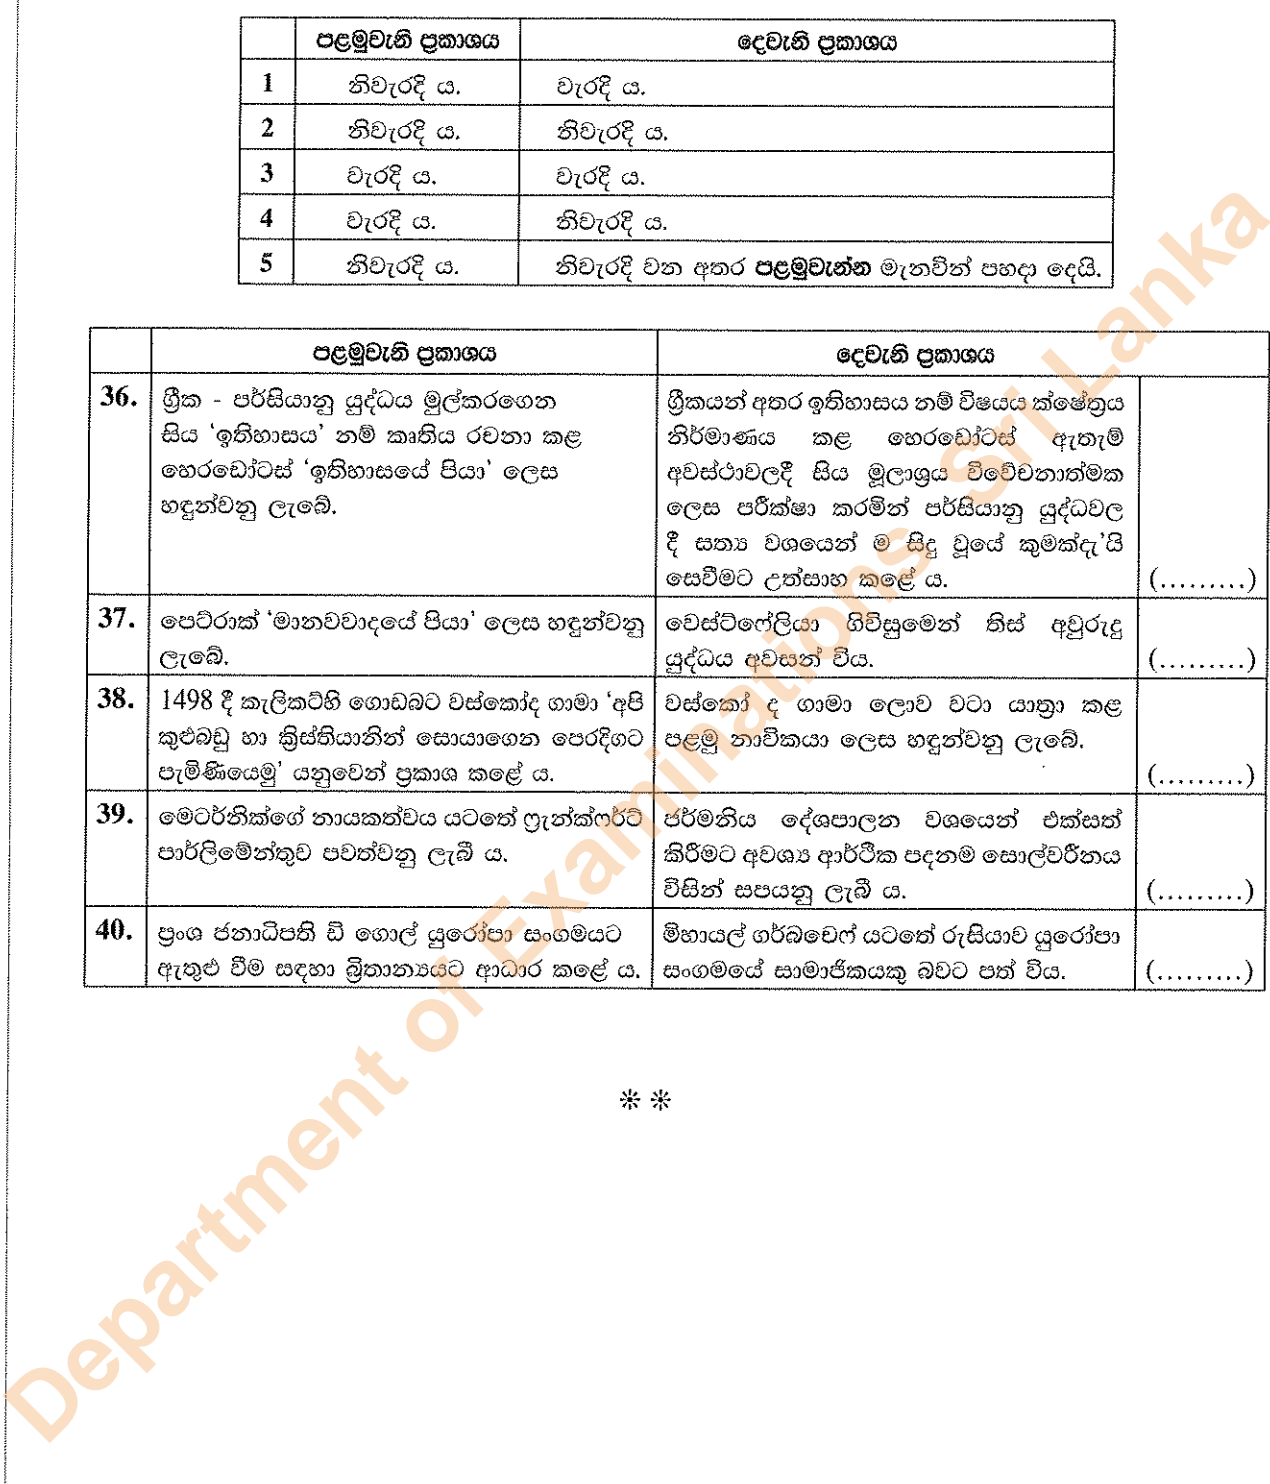 පළමුවැනි ප්‍රකාශය දෙවැනි ප්‍රකාශය
1 නිවැරදි ය. වැරදි ය.
2 නිවැරදි ය. නිවැරදි ය.
3 වැරදි ය. වැරදි ය.
4 වැරදි ය. නිවැරදි ය.
5 නිවැරදි ය. නිවැරදි වන අතර පළමුවැන්න මැනවින් පහදා දෙයි.
පළමුවැනි ප්‍රකාශය දෙවැනි ප්‍රකාශය
36. ග්‍රීක - පර්සියානු යුද්ධය මුල්කරගෙන
සිය ‘ඉතිහාසය’ නම් කෘතිය රචනා කළ
හෙරඩෝටස් ‘ඉතිහාසයේ පියා’ ලෙස
හඳුන්වනු ලැබේ.
ග්‍රීකයන් අතර ඉතිහාසය නම් විෂයය ක්ෂේත්‍රය
නිර්මාණය කළ හෙරඩෝටස් ඇතැම්
අවස්ථාවලදී සිය මූලාශ්‍රය විවේචනාත්මක
ලෙස පරීක්ෂා කරමින් පර්සියානු යුද්ධවල
දී සත්‍ය වශයෙන් ම සිදු වූයේ කුමක්දැ’යි
සෙවීමට උත්සාහ කළේ ය. (.........)
37. පෙට්රාක් ‘මානවවාදයේ පියා’ ලෙස හඳුන්වනු
ලැබේ.
වෙස්ට්ෆේලියා ගිවිසුමෙන් තිස් අවුරුදු
යුද්ධය අවසන් විය. (.........)
38. 1498 දී කැලිකට්හි ගොඩබට වස්කෝද ගාමා ‘අපි
කුළුබඩු හා ක්‍රිස්තියානින් සොයාගෙන පෙරදිගට
පැමිණියෙමු’ යනුවෙන් ප්‍රකාශ කළේ ය.
වස්කෝ ද ගාමා ලොව වටා යාත්‍රා කළ
පළමු නාවිකයා ලෙස හඳුන්වනු ලැබේ.
(.........)
39. මෙටර්නික්ගේ නායකත්වය යටතේ ෆ්‍රැන්ක්ෆර්ට්
පාර්ලිමේන්තුව පවත්වනු ලැබී ය.
ජර්මනිය දේශපාලන වශයෙන් එක්සත්
කිරීමට අවශ්‍ය ආර්ථික පදනම සොල්වරීනය
විසින් සපයනු ලැබී ය. (.........)
40. ප්‍රංශ ජනාධිපති ඩි ගොල් යුරෝපා සංගමයට
ඇතුළු වීම සඳහා බ්‍රිතාන්‍යයට ආධාර කළේ ය.
මිහායල් ගර්බචෙෆ් යටතේ රුසියාව යුරෝපා
සංගමයේ සාමාජිකයකු බවට පත් විය. (.........)
Department of Examinations Sri Lanka